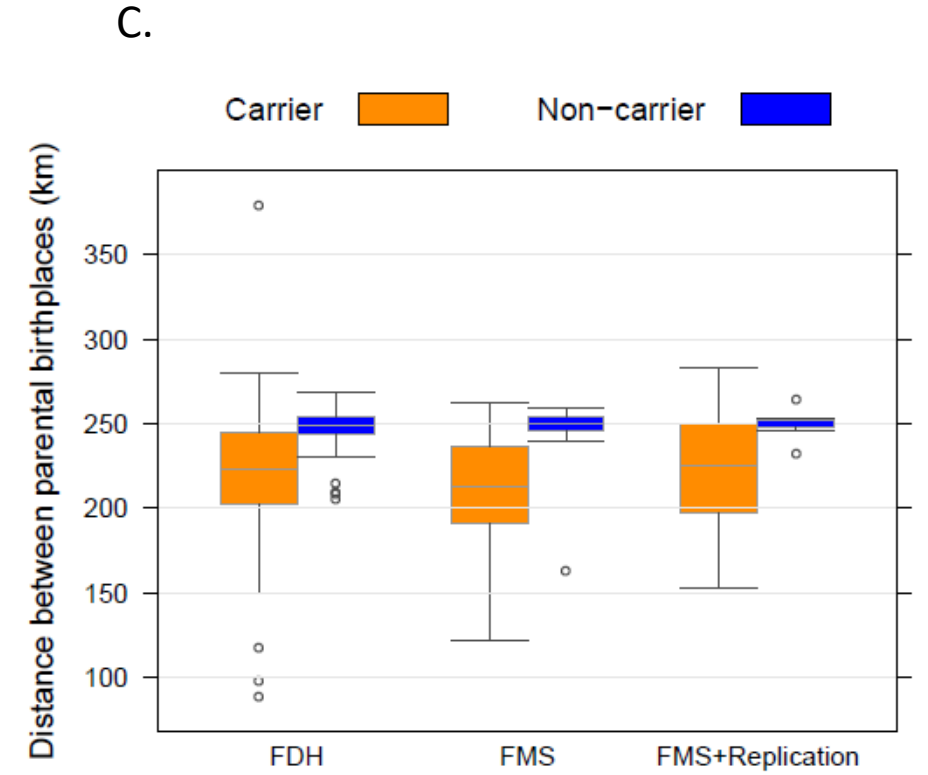 C.
Carrier Non−carrier
Distance between parental birthplaces (km)
350
300
250
200
150
100
FDH FMS FMS+Replication